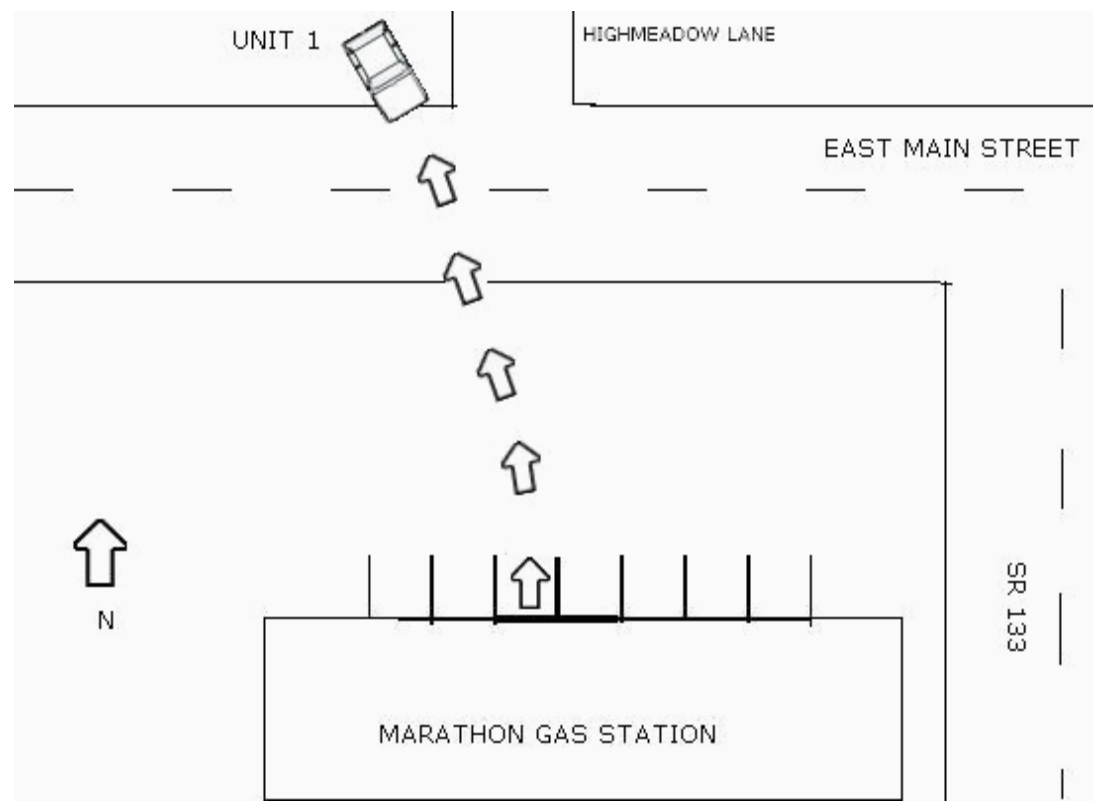 UNIT 1
HIGHMEADOW LANE
EAST MAIN STREET
N
SR 133
MARATHON GAS STATION